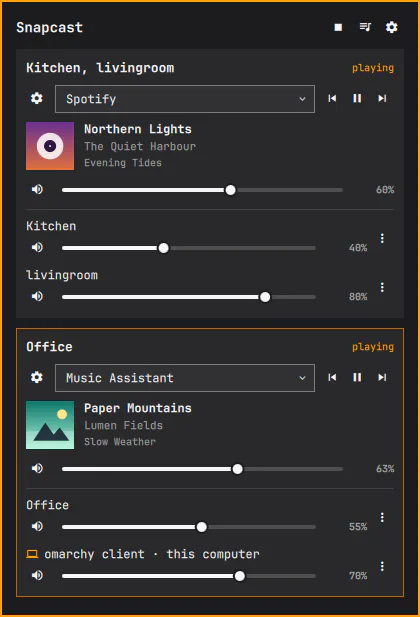 Snapcast
Kitchen, livingroom
playing
Spotify
Northern Lights
The Quiet Harbour
Evening Tides
60%
Kitchen
40%
livingroom
80%
Office
playing
Music Assistant
Paper Mountains
Lumen Fields
Slow Weather
63%
Office
55%
omarchy client · this computer
70%